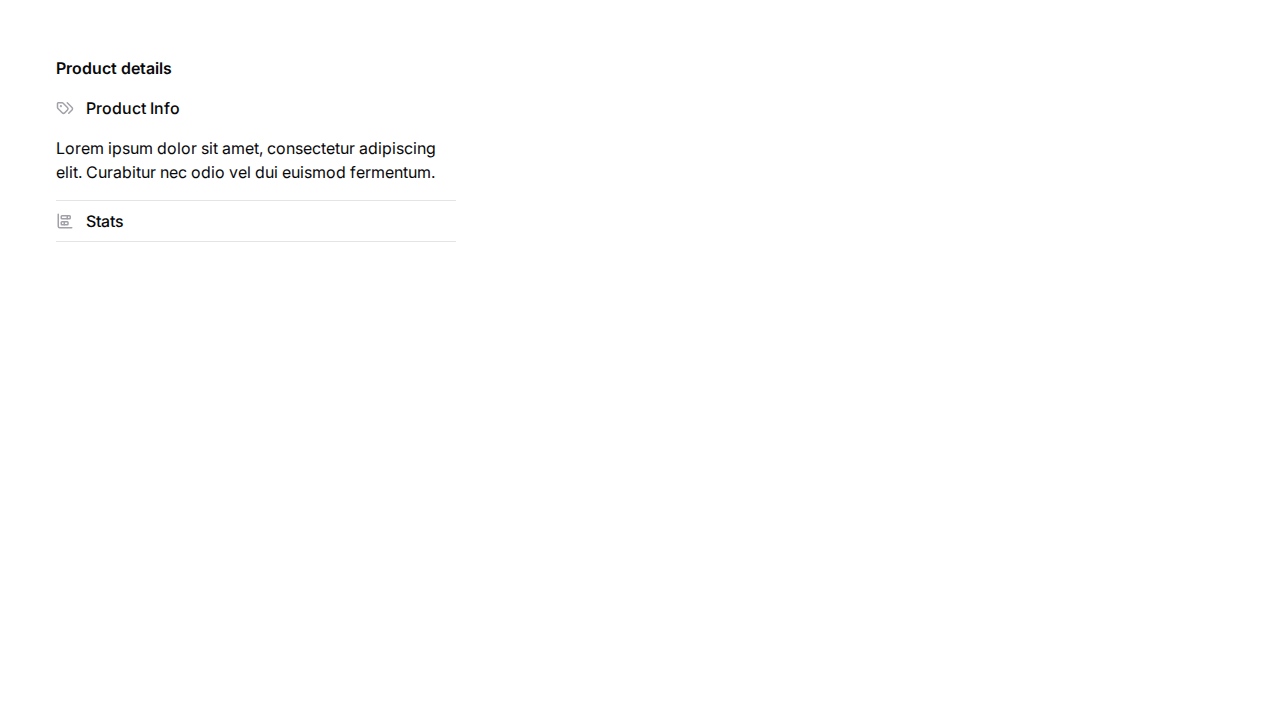 Product details
Product Info
Lorem ipsum dolor sit amet, consectetur adipiscing
elit. Curabitur nec odio vel dui euismod fermentum.
Stats